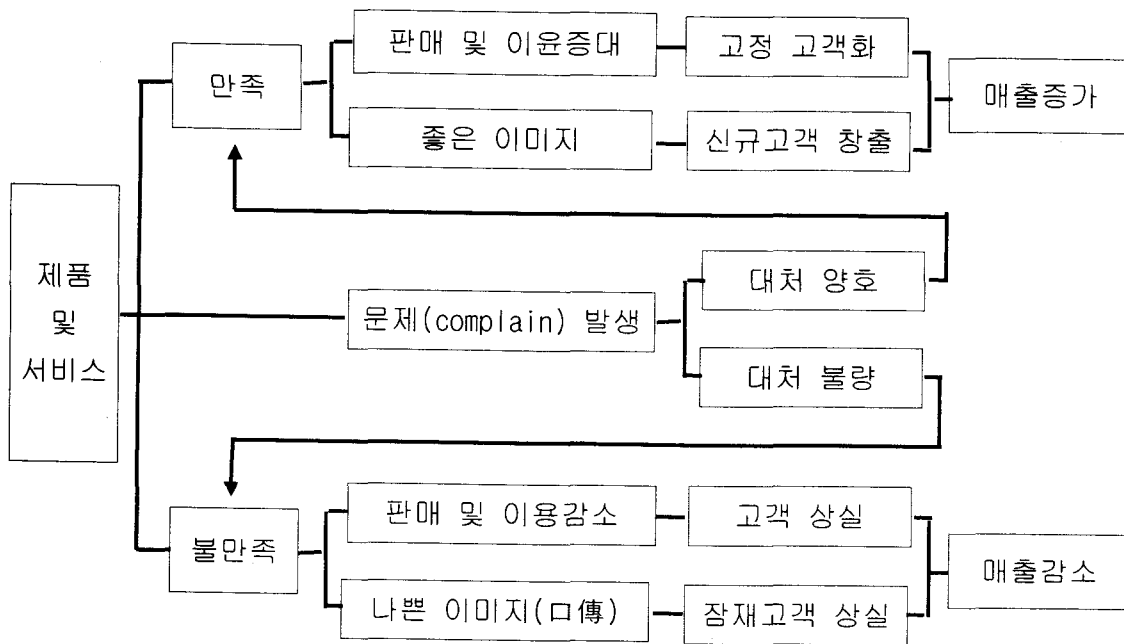 판매 및 이윤증대
고정 고객화
만족
매출증가
좋은 이미지
신규고객 창출
제품
및
서비스
대처 양호
문제(complain) 발생
대처 불량
판매 및 이용감소
고객 상실
불만족
매출감소
나쁜 이미지(口傳)
잠재고객 상실